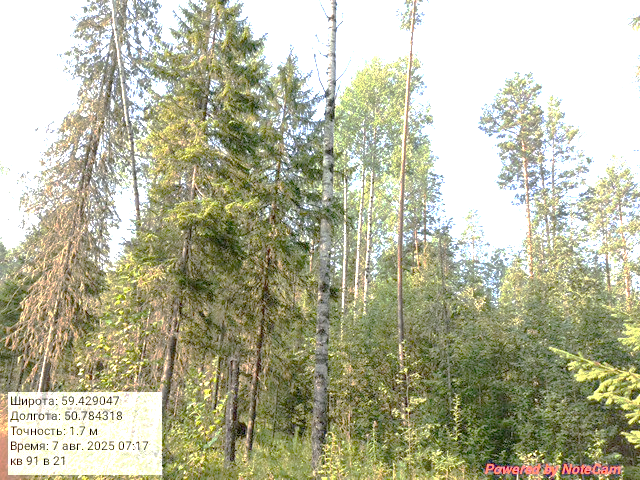 Широта: 59.429047
Долгота: 50.784318
Точность: 1.7 м
Время: 7 авг. 2025 07:17
кв 91 в 21
Powered by NoteCam